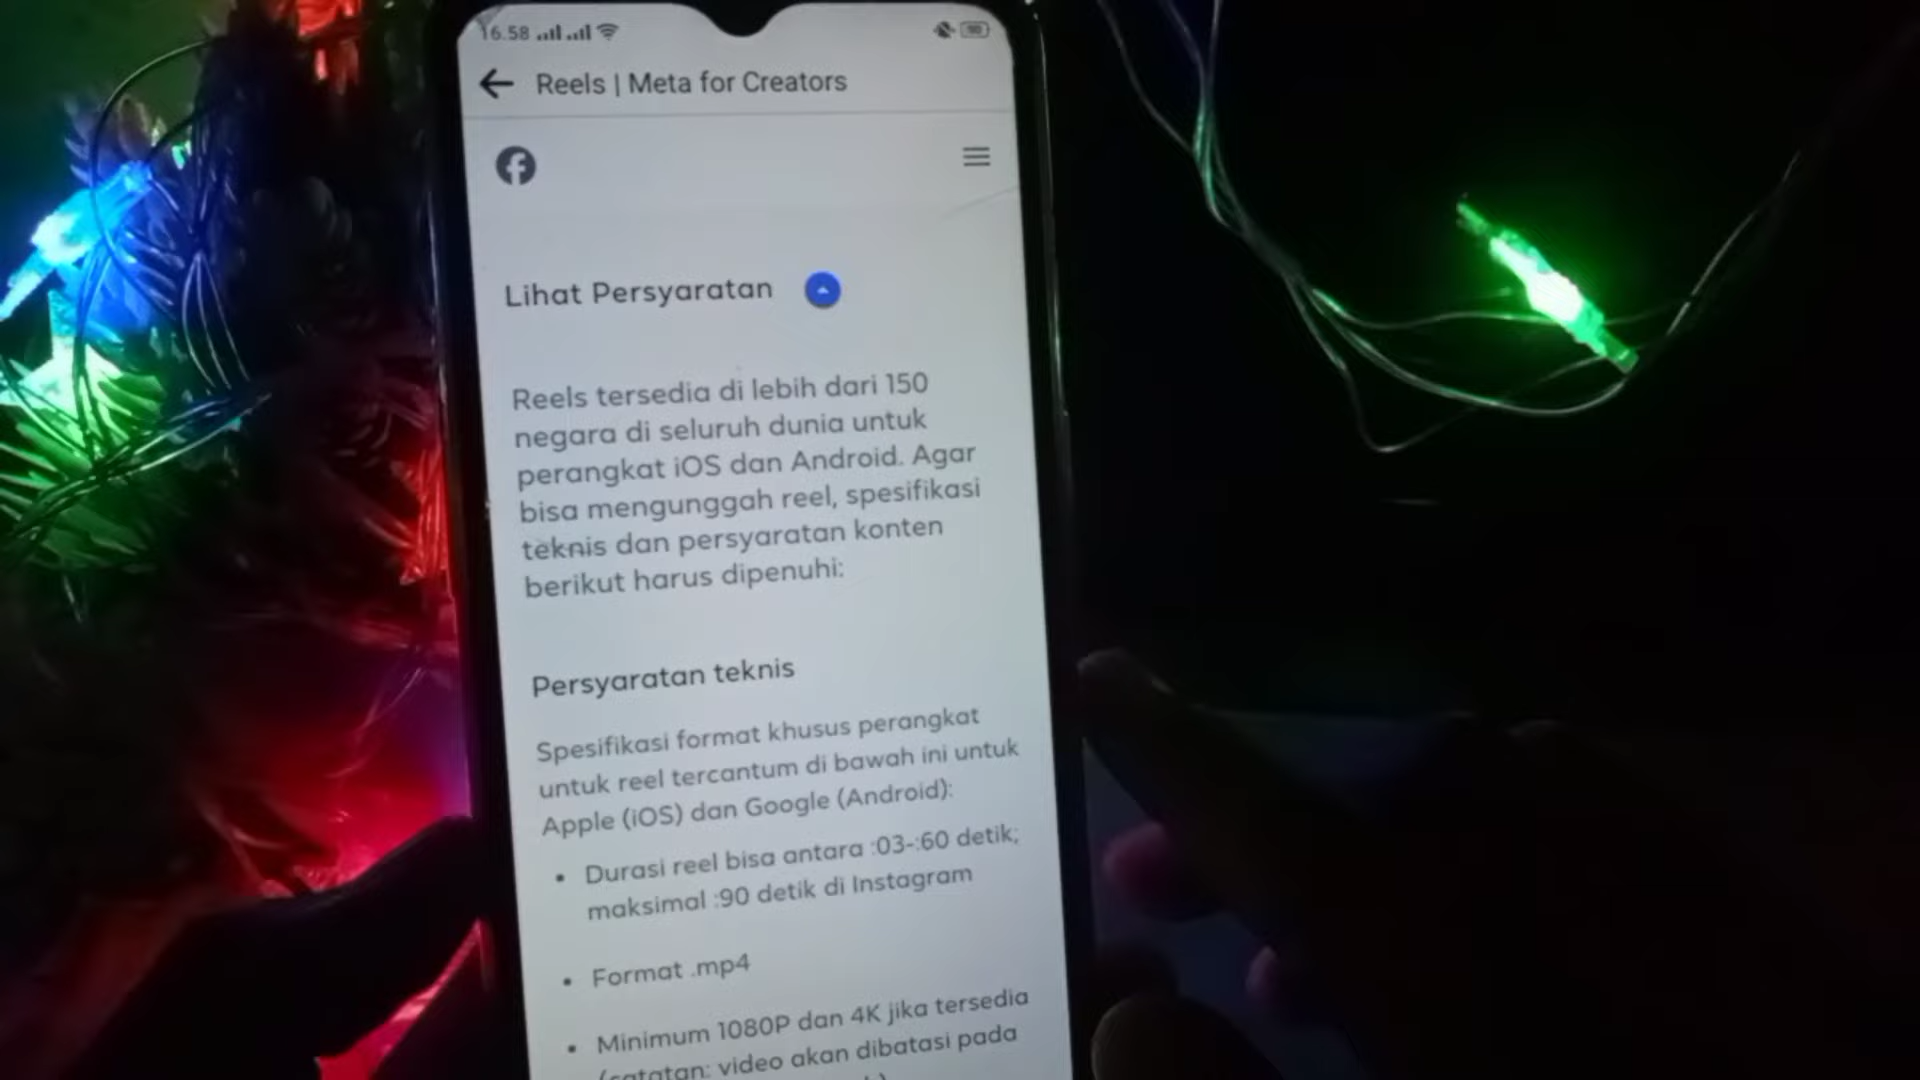 16.58
Reels | Meta for Creators
Lihat Persyaratan
Reels tersedia di lebih dari 150
negara di seluruh dunia untuk
perangkat iOS dan Android. Agar
bisa mengunggah reel, spesifikasi
teknis dan persyaratan konten
berikut harus dipenuhi:
Persyaratan teknis
Spesifikasi format khusus perangkat
untuk reel tercantum di bawah ini untuk
Apple (iOS) dan Google (Android):
• Durasi reel bisa antara :03-:60 detik;
maksimal :90 detik di Instagram
• Format .mp4
• Minimum 1080P dan 4K jika tersedia
(catatan: video akan dibatasi pada